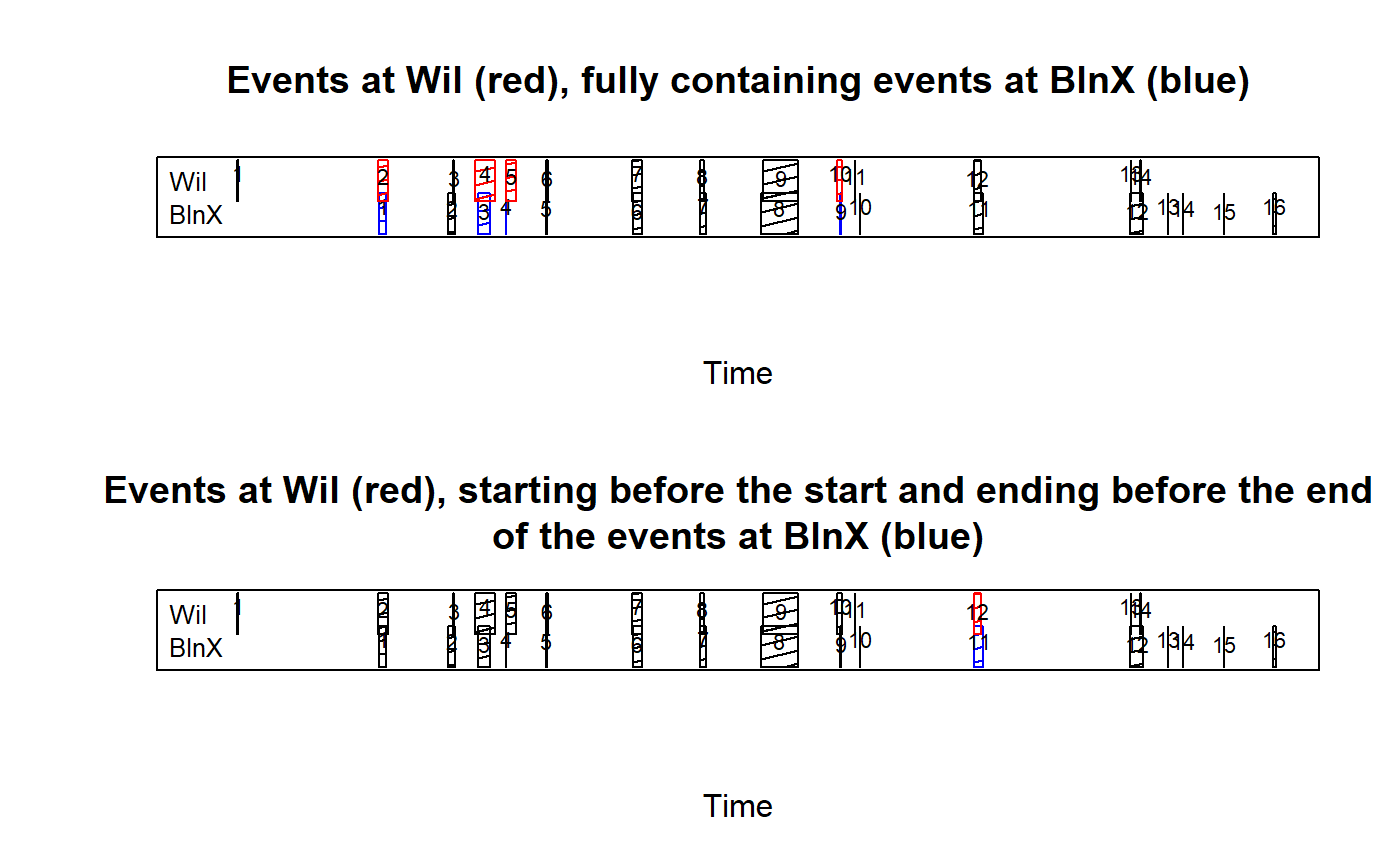 Events at Wil (red), fully containing events at BlnX (blue)
Wil 1 2 3 4 5 6 7 8 9 10 11 12 13 14
BlnX 1 2 3 4 5 6 7 8 9 10 11 12 13 14 15 16
Time
Events at Wil (red), starting before the start and ending before the end
of the events at BlnX (blue)
Wil 1 2 3 4 5 6 7 8 9 10 11 12 13 14
BlnX 1 2 3 4 5 6 7 8 9 10 11 12 13 14 15 16
Time